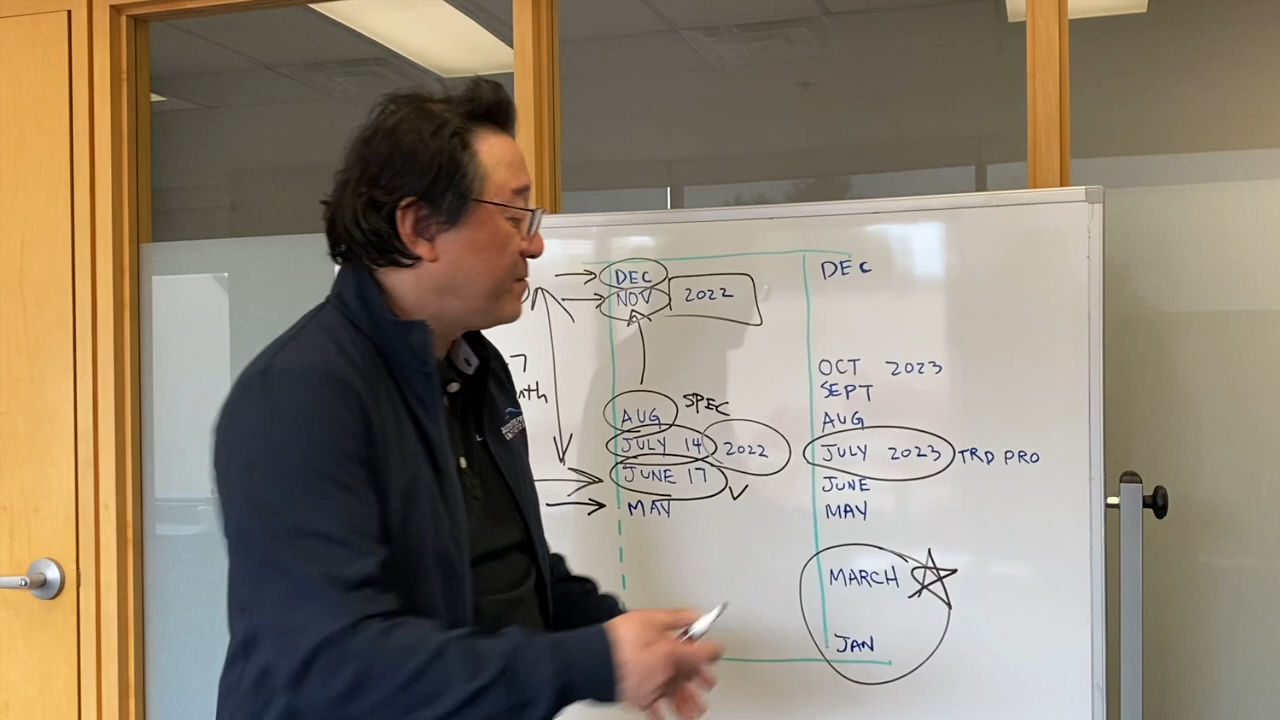 DEC
NOV 2022
AUG SPEC
JULY 14 2022
JUNE 17 V
MAY
DEC
OCT 2023
SEPT
AUG
JULY 2023 TRD PRO
JUNE
MAY
MARCH
JAN